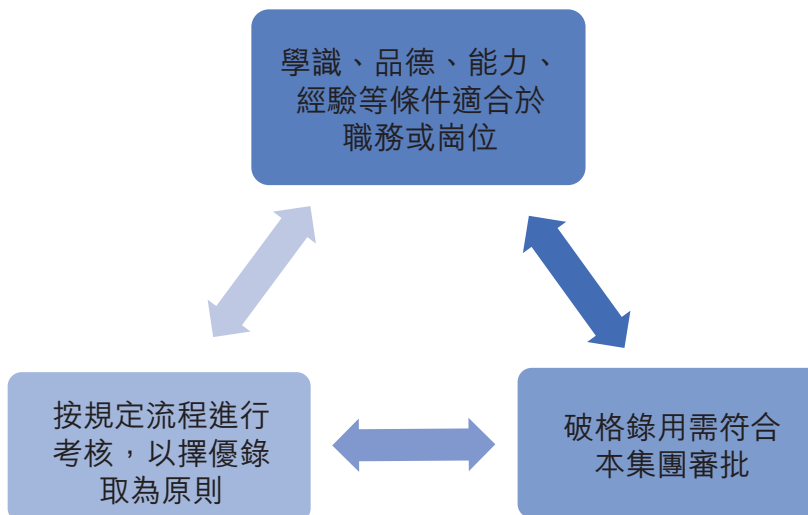 學識、品德、能力、
經驗等條件適合於
職務或崗位
按規定流程進行
考核，以擇優錄
取為原則
破格錄用需符合
本集團審批